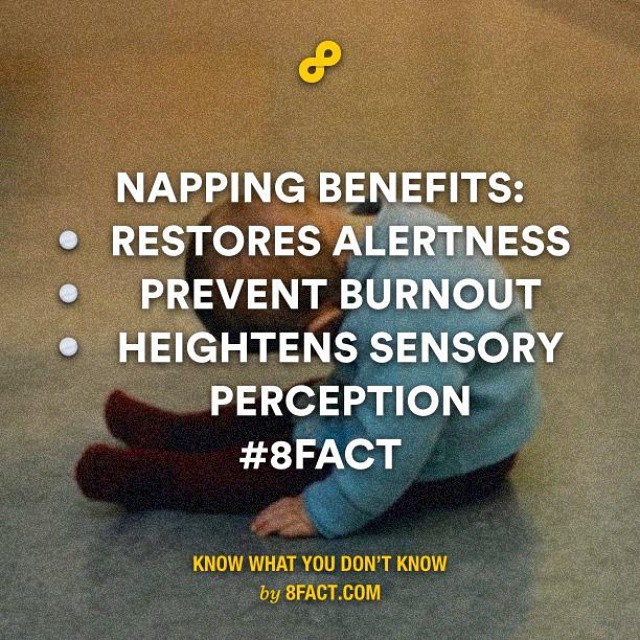 NAPPING BENEFITS:
• RESTORES ALERTNESS
• PREVENT BURNOUT
• HEIGHTENS SENSORY
PERCEPTION
#8FACT
KNOW WHAT YOU DON'T KNOW
by 8FACT.COM